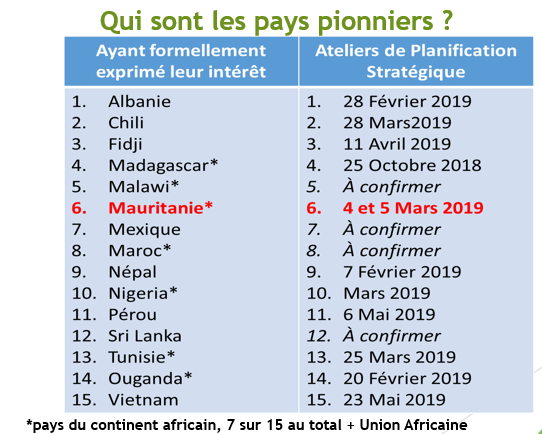 Qui sont les pays pionniers ?
Ayant formellement exprimé leur intérêt
Ateliers de Planification Stratégique
1. Albanie 1. 28 Février 2019
2. Chili 2. 28 Mars2019
3. Fidji 3. 11 Avril 2019
4. Madagascar* 4. 25 Octobre 2018
5. Malawi* 5. À confirmer
6. Mauritanie* 6. 4 et 5 Mars 2019
7. Mexique 7. À confirmer
8. Maroc* 8. À confirmer
9. Népal 9. 7 Février 2019
10. Nigeria* 10. Mars 2019
11. Pérou 11. 6 Mai 2019
12. Sri Lanka 12. À confirmer
13. Tunisie* 13. 25 Mars 2019
14. Ouganda* 14. 20 Février 2019
15. Vietnam 15. 23 Mai 2019
*pays du continent africain, 7 sur 15 au total + Union Africaine